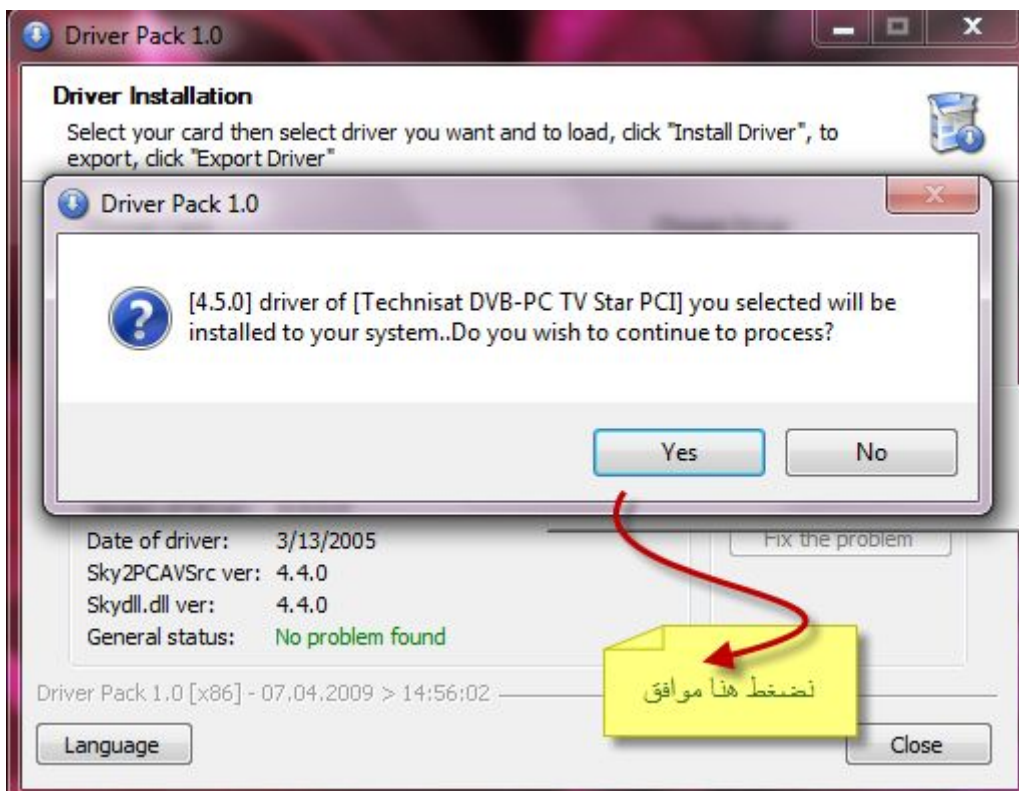 Driver Pack 1.0
Driver Installation
Select your card then select driver you want and to load, click "Install Driver", to
export, click "Export Driver"
Driver Pack 1.0
[4.5.0] driver of [Technisat DVB-PC TV Star PCI] you selected will be
installed to your system..Do you wish to continue to process?
Yes
No
Fix the problem
Date of driver: 3/13/2005
Sky2PCAVSrc ver: 4.4.0
Skydll.dll ver: 4.4.0
General status: No problem found
نضغط هنا موافق
Driver Pack 1.0 [x86] - 07.04.2009 > 14:56:02
Language
Close